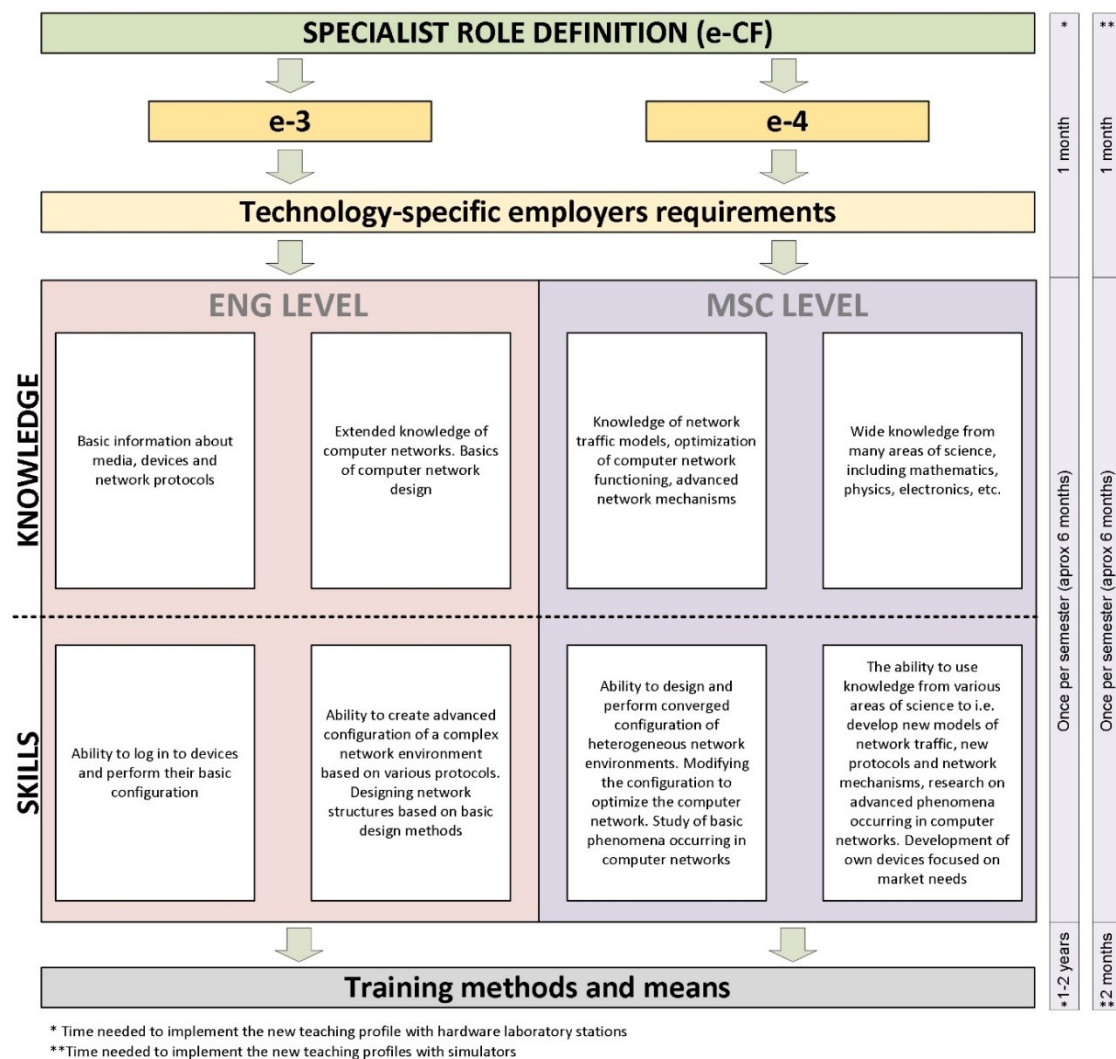 SPECIALIST ROLE DEFINITION (e-CF)
e-3
e-4
Technology-specific employers requirements
ENG LEVEL
MSC LEVEL
KNOWLEDGE
Basic information about
media, devices and
network protocols
Extended knowledge of
computer networks. Basics
of computer network
design
Knowledge of network
traffic models, optimization
of computer network
functioning, advanced
network mechanisms
Wide knowledge from
many areas of science,
including mathematics,
physics, electronics, etc.
SKILLS
Ability to log in to devices
and perform their basic
configuration
Ability to create advanced
configuration of a complex
network environment
based on various protocols.
Designing network
structures based on basic
design methods
Ability to design and
perform converged
configuration of
heterogeneous network
environments. Modifying
the configuration to
optimize the computer
network. Study of basic
phenomena occurring in
computer networks
The ability to use
knowledge from various
areas of science to i.e.
develop new models of
network traffic, new
protocols and network
mechanisms, research on
advanced phenomena
occurring in computer
networks. Development of
own devices focused on
market needs
Training methods and means
*
1 month
Once per semester (aprox 6 months)
*1-2 years
**
1 month
Once per semester (aprox 6 months)
**2 months
* Time needed to implement the new teaching profile with hardware laboratory stations
**Time needed to implement the new teaching profiles with simulators